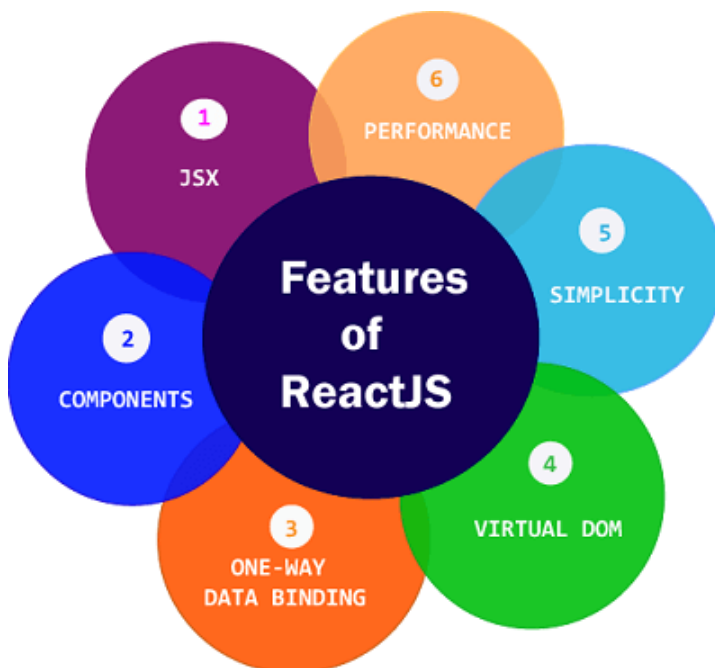 Features
of
ReactJS
1
JSX
2
COMPONENTS
3
ONE-WAY
DATA BINDING
4
VIRTUAL DOM
5
SIMPLICITY
6
PERFORMANCE